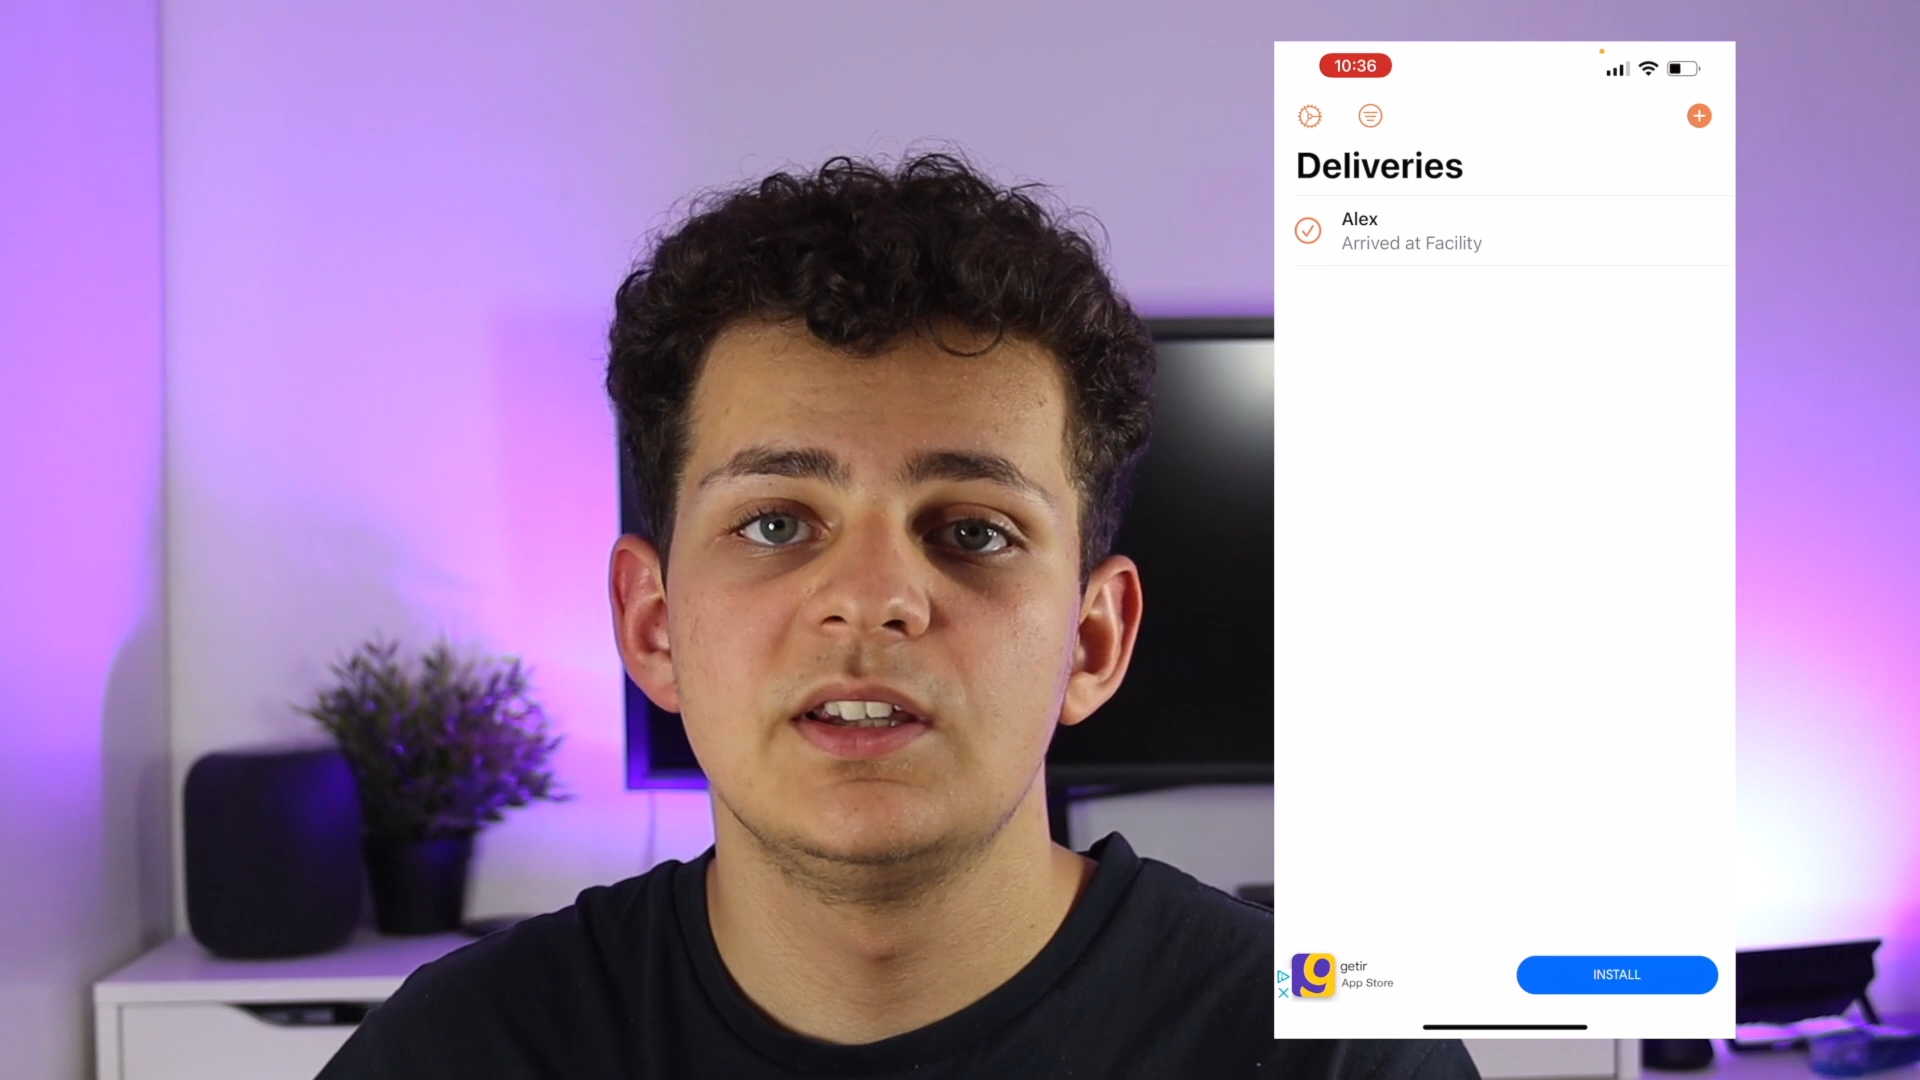 10:36
Deliveries
Alex
Arrived at Facility
getir
App Store
INSTALL